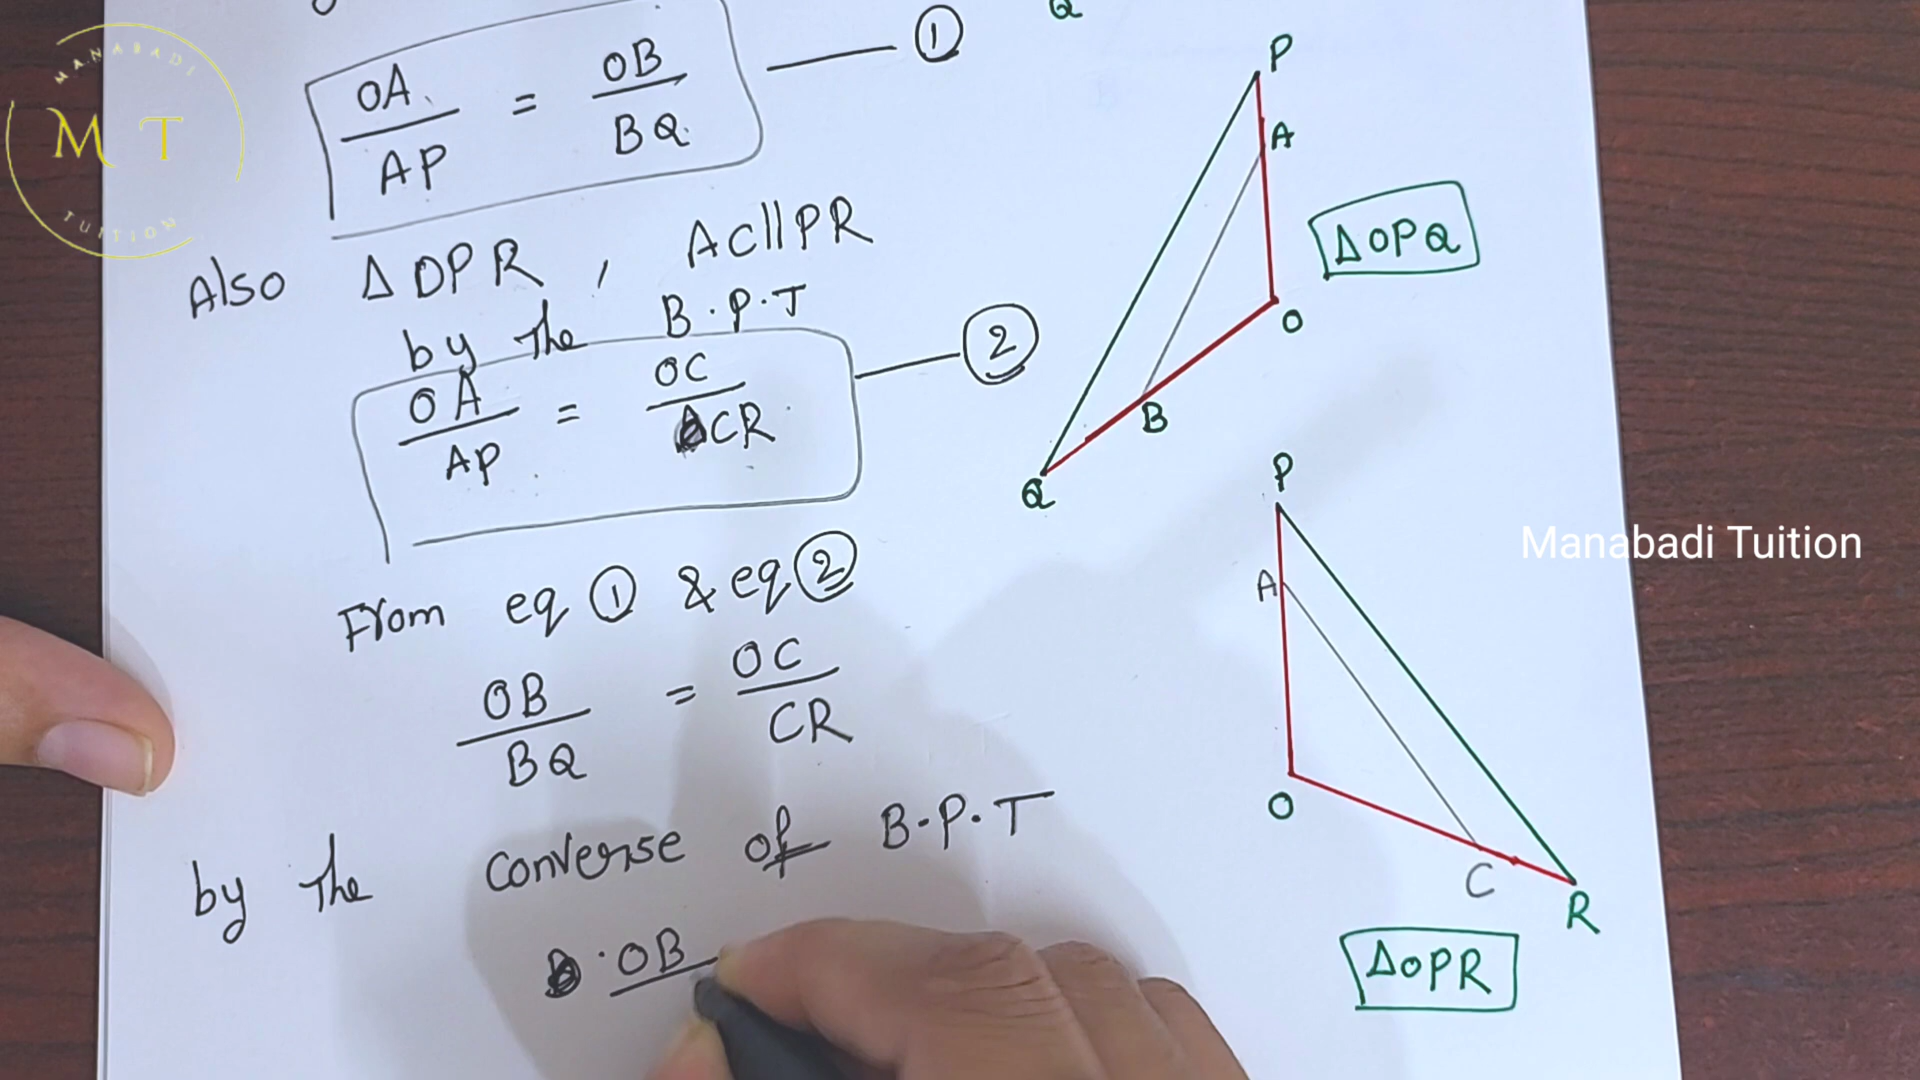 MANABADI
M T
TUITION
OA / AP = OB / BQ —— 1
Also Δ OPR , AC||PR
by The B.P.T
OA / AP = OC / CR —— 2
From eq 1 & eq 2
OB / BQ = OC / CR
by The Converse of B.P.T
OB
Q
P
A
ΔOPQ
O
B
Q
P
Manabadi Tuition
A
O
C
R
ΔOPR